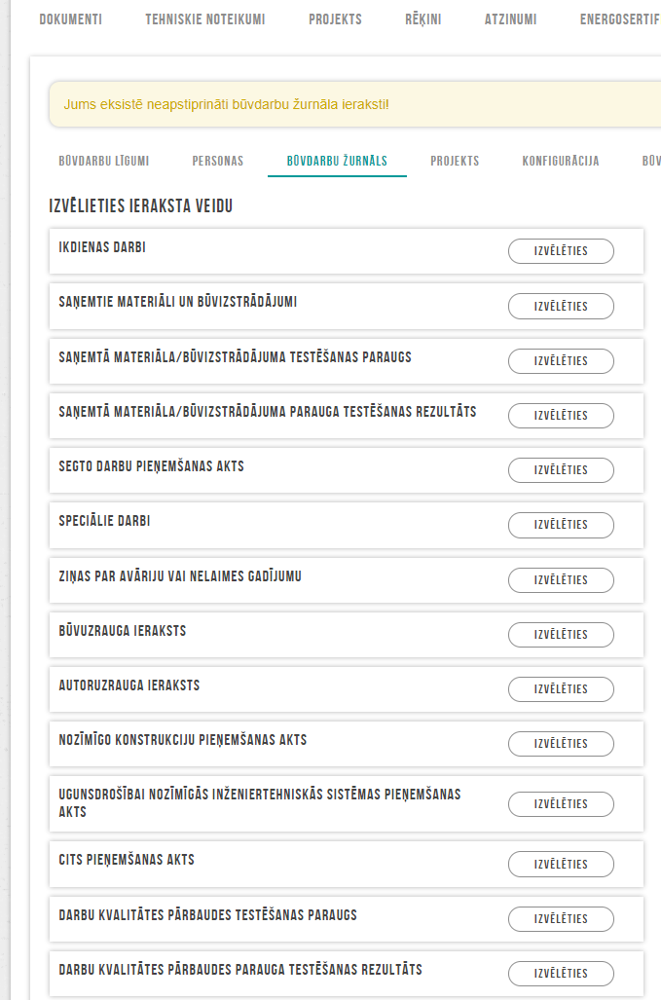 DOKUMENTI TEHNISKIE NOTEIKUMI PROJEKTS RĒĶINI ATZINUMI ENERGOSERTIF
Jums eksistē neapstiprināti būvdarbu žurnāla ieraksti!
BŪVDARBU LĪGUMI PERSONAS BŪVDARBU ŽURNĀLS PROJEKTS KONFIGURĀCIJA BŪV
IZVĒLIETIES IERAKSTA VEIDU
IKDIENAS DARBI IZVĒLĒTIES
SAŅEMTIE MATERIĀLI UN BŪVIZSTRĀDĀJUMI IZVĒLĒTIES
SAŅEMTĀ MATERIĀLA/BŪVIZSTRĀDĀJUMA TESTĒŠANAS PARAUGS IZVĒLĒTIES
SAŅEMTĀ MATERIĀLA/BŪVIZSTRĀDĀJUMA PARAUGA TESTĒŠANAS REZULTĀTS IZVĒLĒTIES
SEGTO DARBU PIEŅEMŠANAS AKTS IZVĒLĒTIES
SPECIĀLIE DARBI IZVĒLĒTIES
ZIŅAS PAR AVĀRIJU VAI NELAIMES GADĪJUMU IZVĒLĒTIES
BŪVUZRAUGA IERAKSTS IZVĒLĒTIES
AUTORUZRAUGA IERAKSTS IZVĒLĒTIES
NOZĪMĪGO KONSTRUKCIJU PIEŅEMŠANAS AKTS IZVĒLĒTIES
UGUNSDROŠĪBAI NOZĪMĪGĀS INŽENIERTEHNISKĀS SISTĒMAS PIEŅEMŠANAS
AKTS IZVĒLĒTIES
CITS PIEŅEMŠANAS AKTS IZVĒLĒTIES
DARBU KVALITĀTES PĀRBAUDES TESTĒŠANAS PARAUGS IZVĒLĒTIES
DARBU KVALITĀTES PĀRBAUDES PARAUGA TESTĒŠANAS REZULTĀTS IZVĒLĒTIES